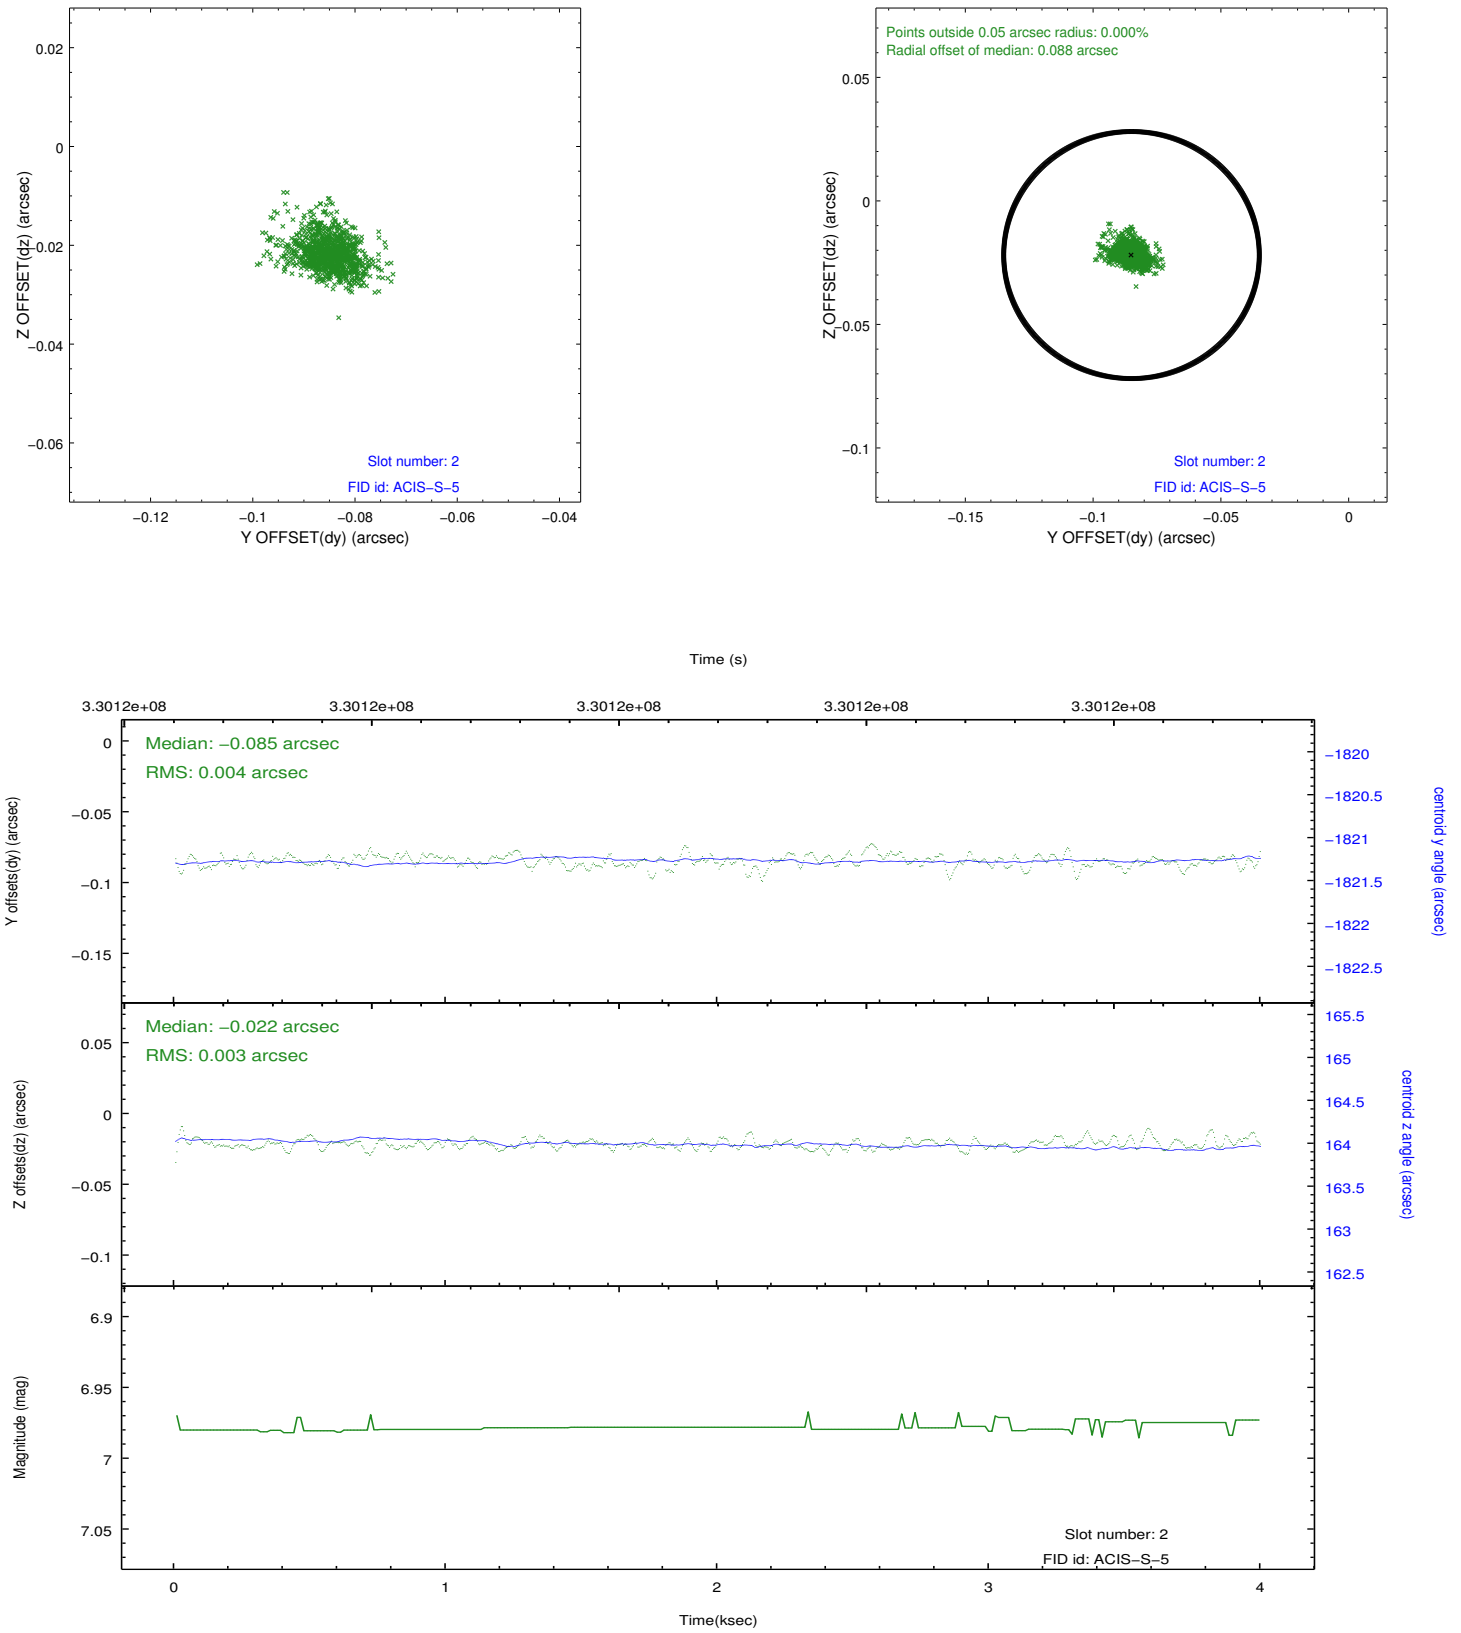 0.02
0
−0.02
−0.04
−0.06
Z OFFSET(dz) (arcsec)
Slot number: 2
FID id: ACIS−S−5
−0.12
−0.1
−0.08
−0.06
−0.04
Y OFFSET(dy) (arcsec)
Points outside 0.05 arcsec radius: 0.000%
Radial offset of median: 0.088 arcsec
0.05
0
−0.05
−0.1
Z OFFSET(dz) (arcsec)
Slot number: 2
FID id: ACIS−S−5
−0.15
−0.1
−0.05
0
Y OFFSET(dy) (arcsec)
Time (s)
3.3012e+08
3.3012e+08
3.3012e+08
3.3012e+08
3.3012e+08
Median: −0.085 arcsec
RMS: 0.004 arcsec
0
−0.05
−0.1
−0.15
Y offsets(dy) (arcsec)
−1820
−1820.5
−1821
−1821.5
−1822
−1822.5
centroid y angle (arcsec)
Median: −0.022 arcsec
RMS: 0.003 arcsec
0.05
0
−0.05
−0.1
Z offsets(dz) (arcsec)
165.5
165
164.5
164
163.5
163
162.5
centroid z angle (arcsec)
6.9
6.95
7
7.05
Magnitude (mag)
Slot number: 2
FID id: ACIS−S−5
0
1
2
3
4
Time(ksec)